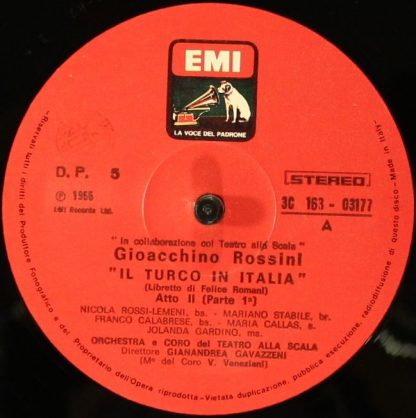 EMI
LA VOCE DEL PADRONE
D. P. 5
℗ 1955
EMI Records Ltd.
STEREO
3C 163 - 03177
A
"In collaborazione col Teatro alla Scala"
Gioacchino Rossini
"IL TURCO IN ITALIA"
(Libretto di Felice Romani)
Atto II (Parte 1ª)
NICOLA ROSSI-LEMENI, bs. - MARIANO STABILE, br.
FRANCO CALABRESE, bs. - MARIA CALLAS, s.
JOLANDA GARDINO, ms.
ORCHESTRA e CORO del TEATRO ALLA SCALA
Direttore GIANANDREA GAVAZZENI
(Mº del Coro V. Veneziani)
-Riservati tutti i diritti del Produttore Fonografico e del Proprietario dell'Opera riprodotta - Vietata duplicazione, pubblica esecuzione, radiodiffusione di questo disco - Made in Italy-